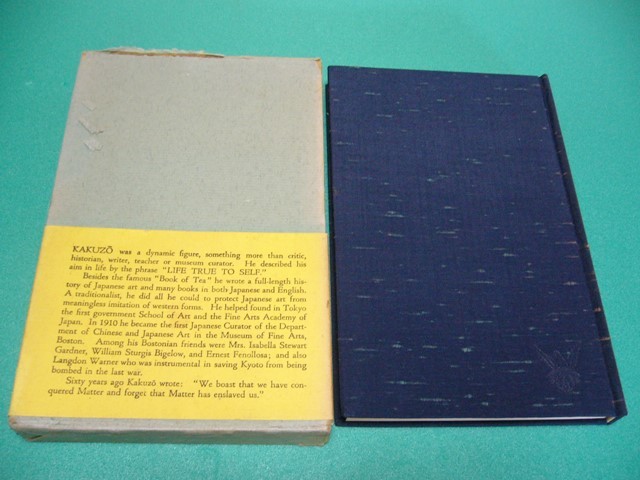 KAKUZŌ was a dynamic figure, something more than critic,
historian, writer, teacher or museum curator. He described his
aim in life by the phrase "LIFE TRUE TO SELF."
Besides the famous "Book of Tea" he wrote a full-length his-
tory of Japanese art and many books in both Japanese and English.
A traditionalist, he did all he could to protect Japanese art from
meaningless imitation of western forms. He helped found in Tokyo
the first government School of Art and the Fine Arts Academy of
Japan. In 1910 he became the first Japanese Curator of the Depart-
ment of Chinese and Japanese Art in the Museum of Fine Arts,
Boston. Among his Bostonian friends were Mrs. Isabella Stewart
Gardner, William Sturgis Bigelow, and Ernest Fenollosa; and also
Langdon Warner who was instrumental in saving Kyoto from being
bombed in the last war.
Sixty years ago Kakuzō wrote: "We boast that we have con-
quered Matter and forget that Matter has enslaved us."